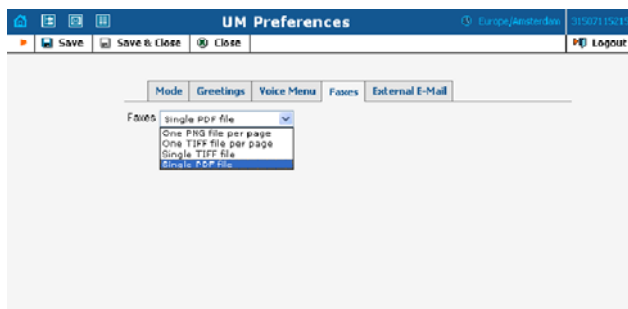 UM Preferences Europe/Amsterdam 31507115215
Save Save & Close Close Logout
Mode Greetings Voice Menu Faxes External E-Mail
Faxes Single PDF file
One PNG file per page
One TIFF file per page
Single TIFF file
Single PDF file